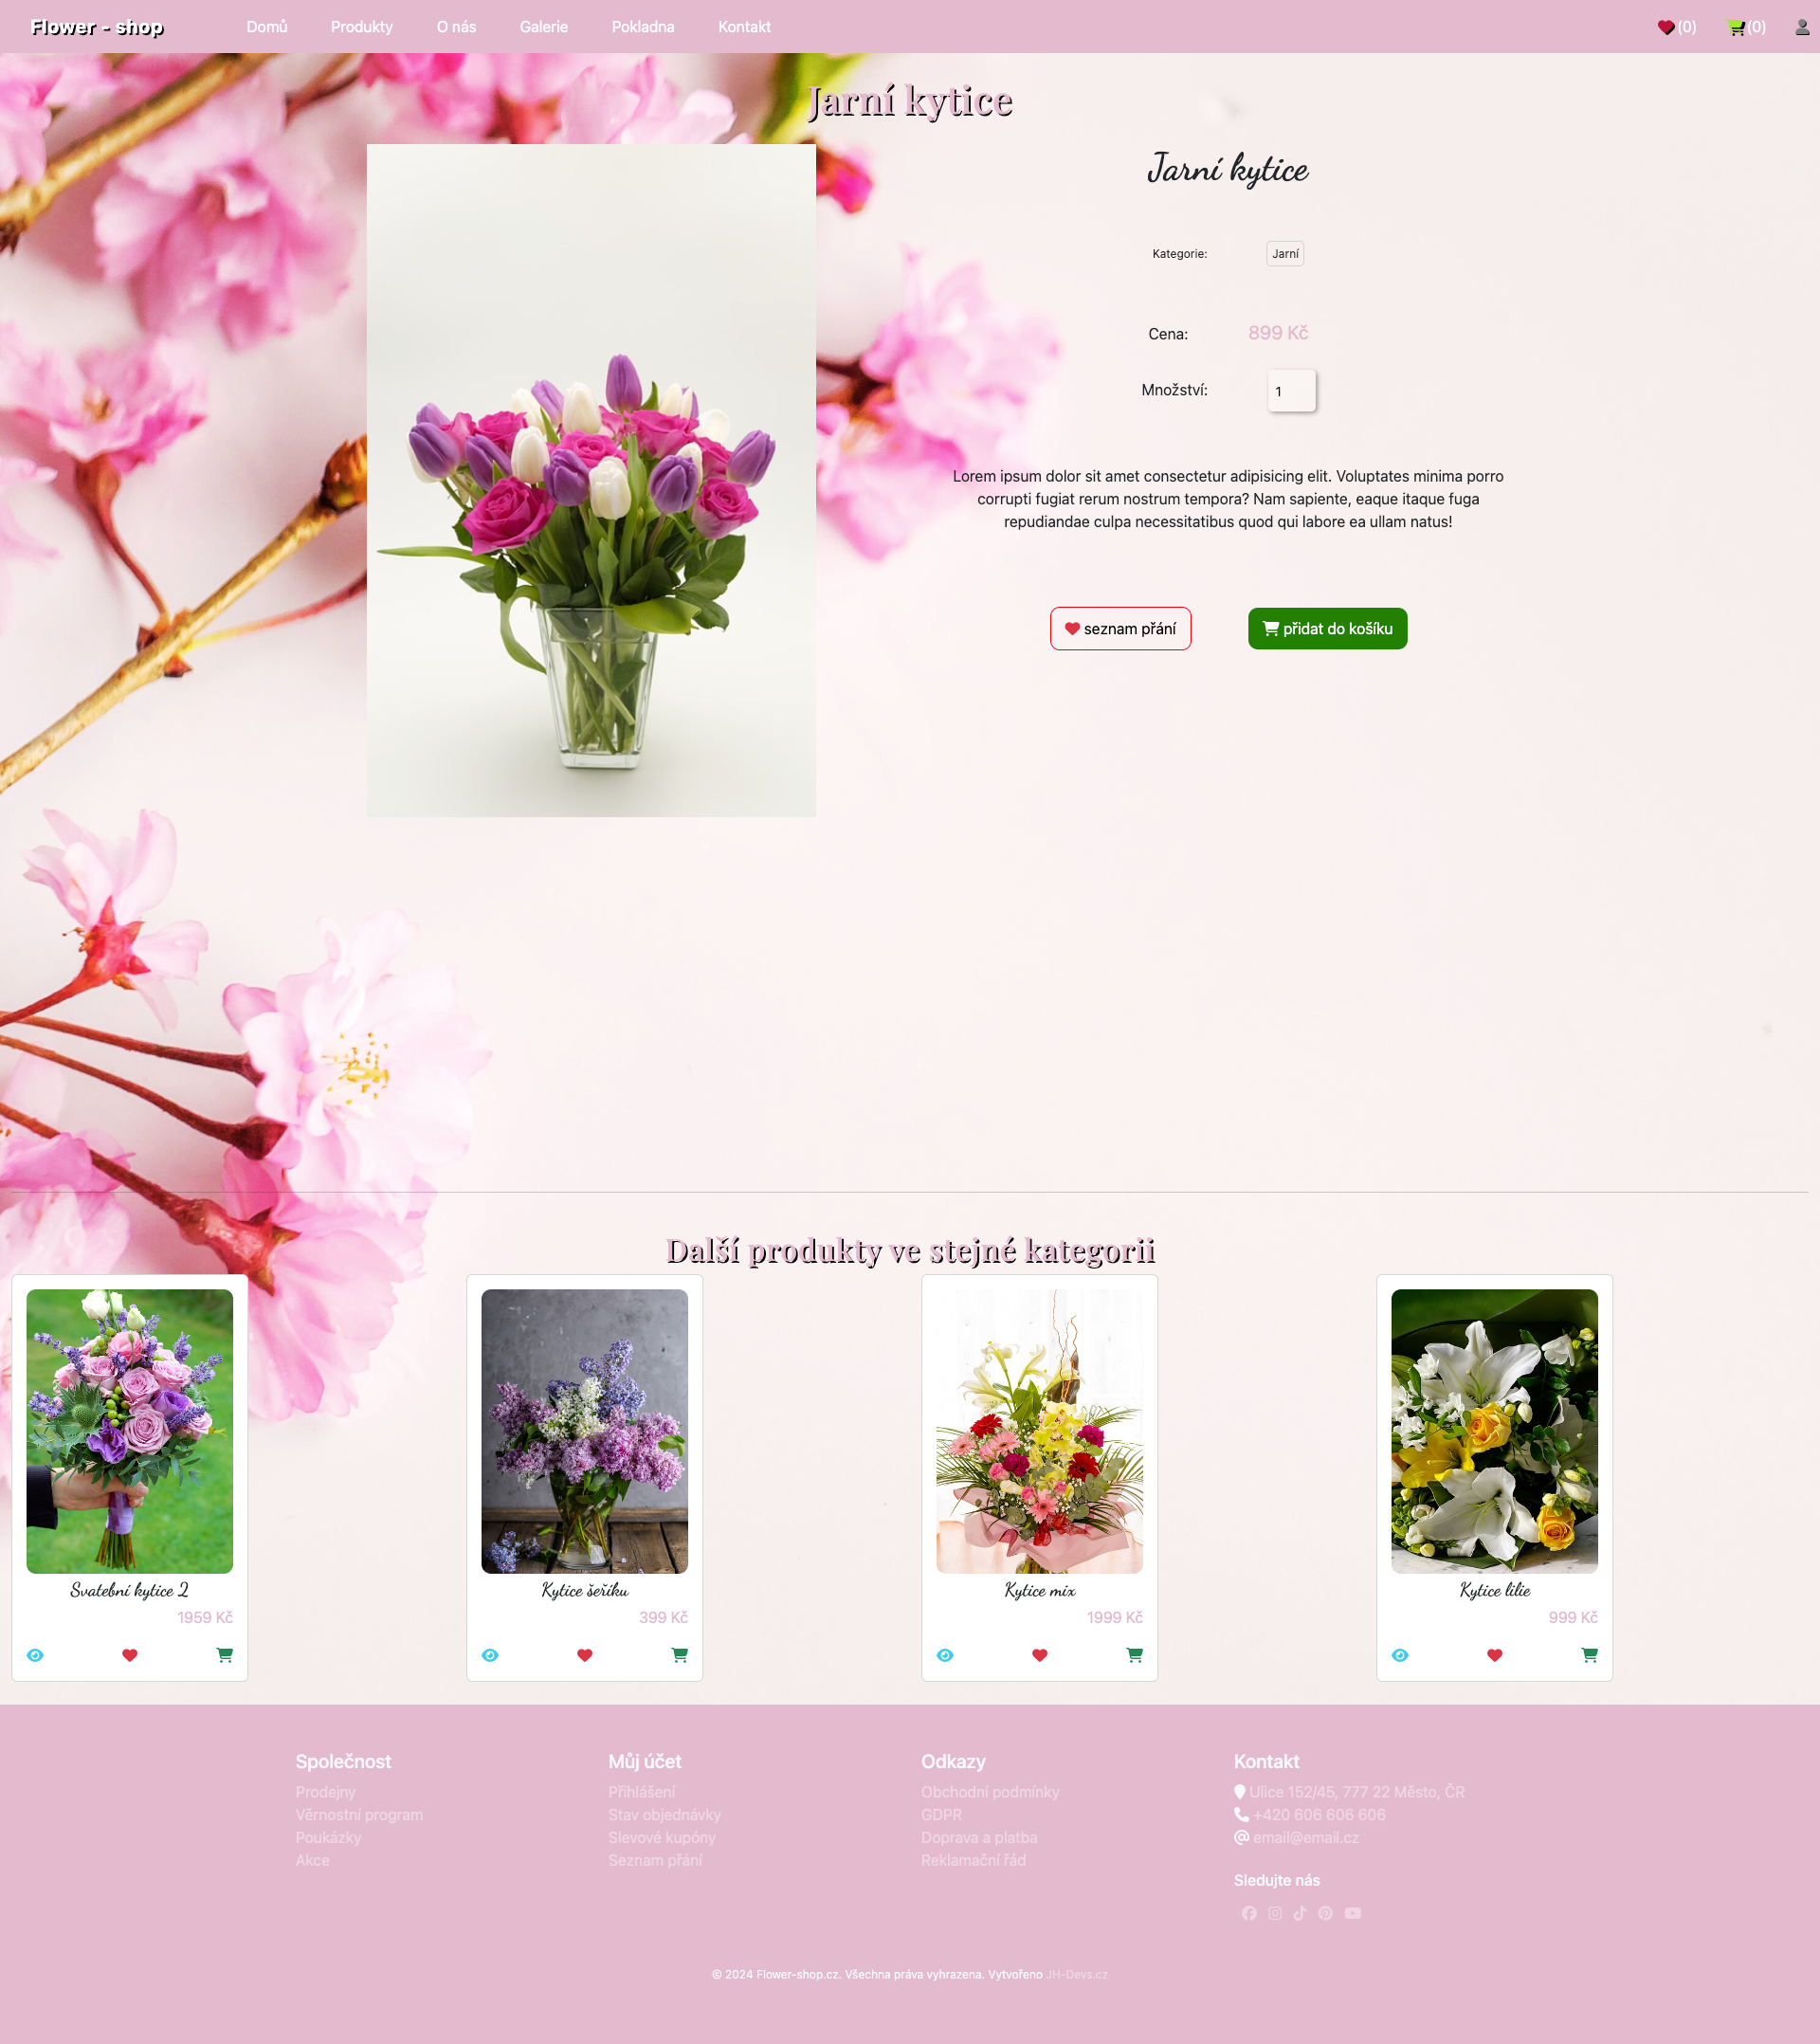 Flower - shop
Domů
Produkty
O nás
Galerie
Pokladna
Kontakt
(0)
(0)
Jarní kytice
Jarní kytice
Kategorie: Jarní
Cena: 899 Kč
Množství: 1
Lorem ipsum dolor sit amet consectetur adipisicing elit. Voluptates minima porro
corrupti fugiat rerum nostrum tempora? Nam sapiente, eaque itaque fuga
repudiandae culpa necessitatibus quod qui labore ea ullam natus!
seznam přání
přidat do košíku
Další produkty ve stejné kategorii
Svatební kytice 2
1959 Kč
Kytice šeříku
399 Kč
Kytice mix
1999 Kč
Kytice lilie
999 Kč
Společnost
Prodejny
Věrnostní program
Poukázky
Akce
Můj účet
Přihlášení
Stav objednávky
Slevové kupóny
Seznam přání
Odkazy
Obchodní podmínky
GDPR
Doprava a platba
Reklamační řád
Kontakt
Ulice 152/45, 777 22 Město, ČR
+420 606 606 606
email@email.cz
Sledujte nás
© 2024 Flower-shop.cz. Všechna práva vyhrazena. Vytvořeno JH-Devs.cz